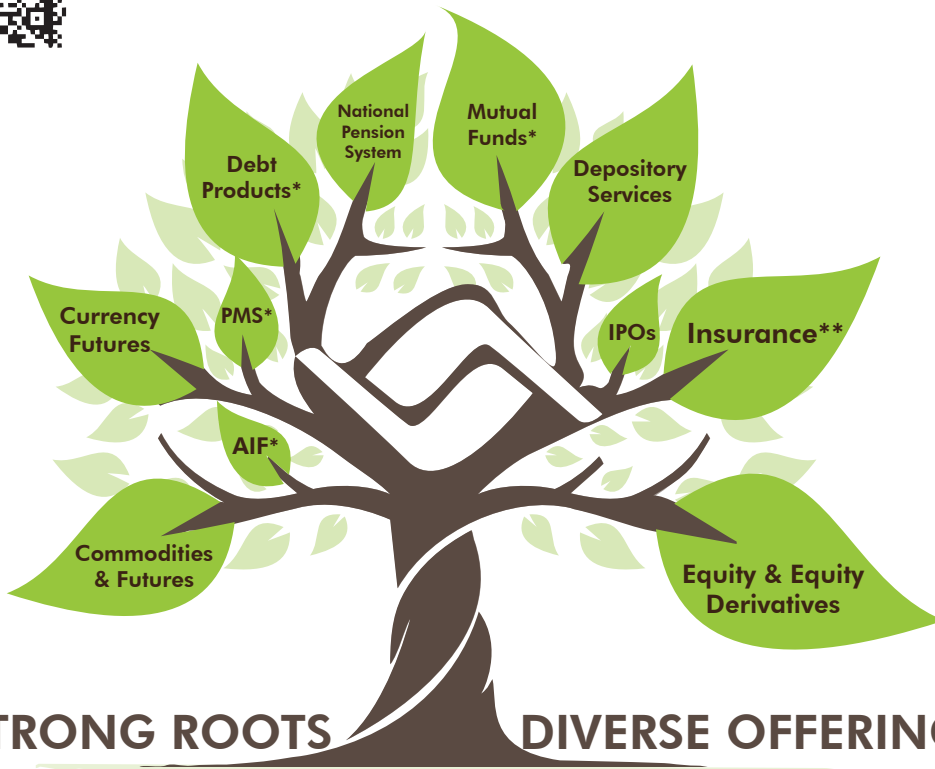 National
Pension
System
Mutual
Funds*
Debt
Products*
Depository
Services
Currency
Futures
PMS*
IPOs
Insurance**
AIF*
Commodities
& Futures
Equity & Equity
Derivatives
TRONG ROOTS DIVERSE OFFERING